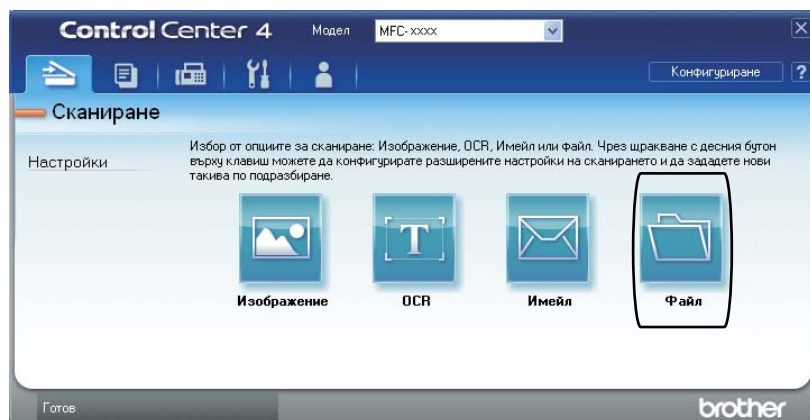 Control Center 4 Модел MFC-xxxx
Конфигуриране ?
Сканиране
Избор от опциите за сканиране: Изображение, OCR, Имейл или Файл. Чрез щракване с десния бутон
Настройки
върху клавиш можете да конфигурирате разширените настройки на сканирането и да зададете нови
такива по подразбиране.
T
Изображение OCR Имейл Файл
Готов
brother